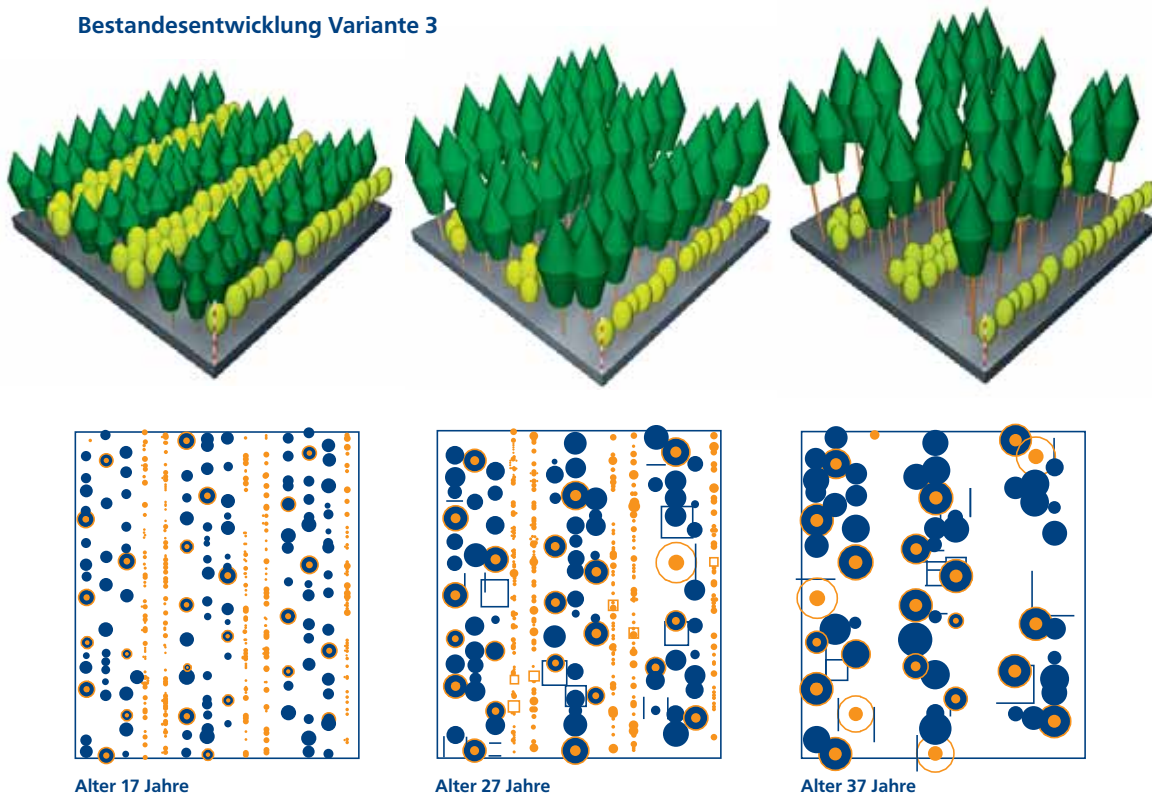 Bestandesentwicklung Variante 3
Alter 17 Jahre
Alter 27 Jahre
Alter 37 Jahre